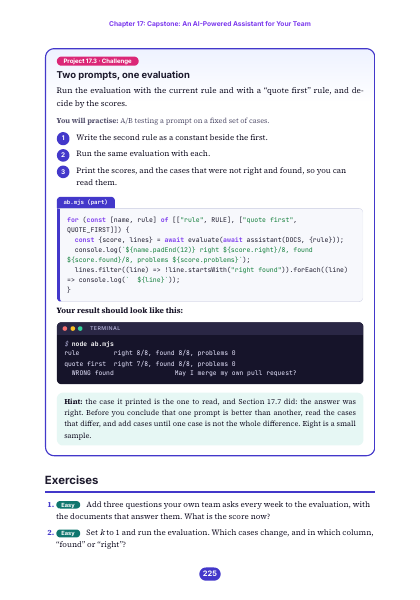 Chapter 17: Capstone: An AI-Powered Assistant for Your Team
Project 17.3 · Challenge
Two prompts, one evaluation
Run the evaluation with the current rule and with a “quote first” rule, and de-
cide by the scores.
You will practise: A/B testing a prompt on a fixed set of cases.
1 Write the second rule as a constant beside the first.
2 Run the same evaluation with each.
3 Print the scores, and the cases that were not right and found, so you can
read them.
ab.mjs (part)
for (const [name, rule] of [["rule", RULE], ["quote first",
QUOTE_FIRST]]) {
  const {score, lines} = await evaluate(await assistant(DOCS, {rule}));
  console.log(`${name.padEnd(12)} right ${score.right}/8, found
${score.found}/8, problems ${score.problems}`);
  lines.filter((line) => !line.startsWith("right found")).forEach((line)
=> console.log(`  ${line}`));
}
Your result should look like this:
TERMINAL
$ node ab.mjs
rule         right 8/8, found 8/8, problems 0
quote first  right 7/8, found 8/8, problems 0
  WRONG found                May I merge my own pull request?
Hint: the case it printed is the one to read, and Section 17.7 did: the answer was
right. Before you conclude that one prompt is better than another, read the cases
that differ, and add cases until one case is not the whole difference. Eight is a small
sample.
Exercises
1. Easy Add three questions your own team asks every week to the evaluation, with
the documents that answer them. What is the score now?
2. Easy Set k to 1 and run the evaluation. Which cases change, and in which column,
“found” or “right”?
225